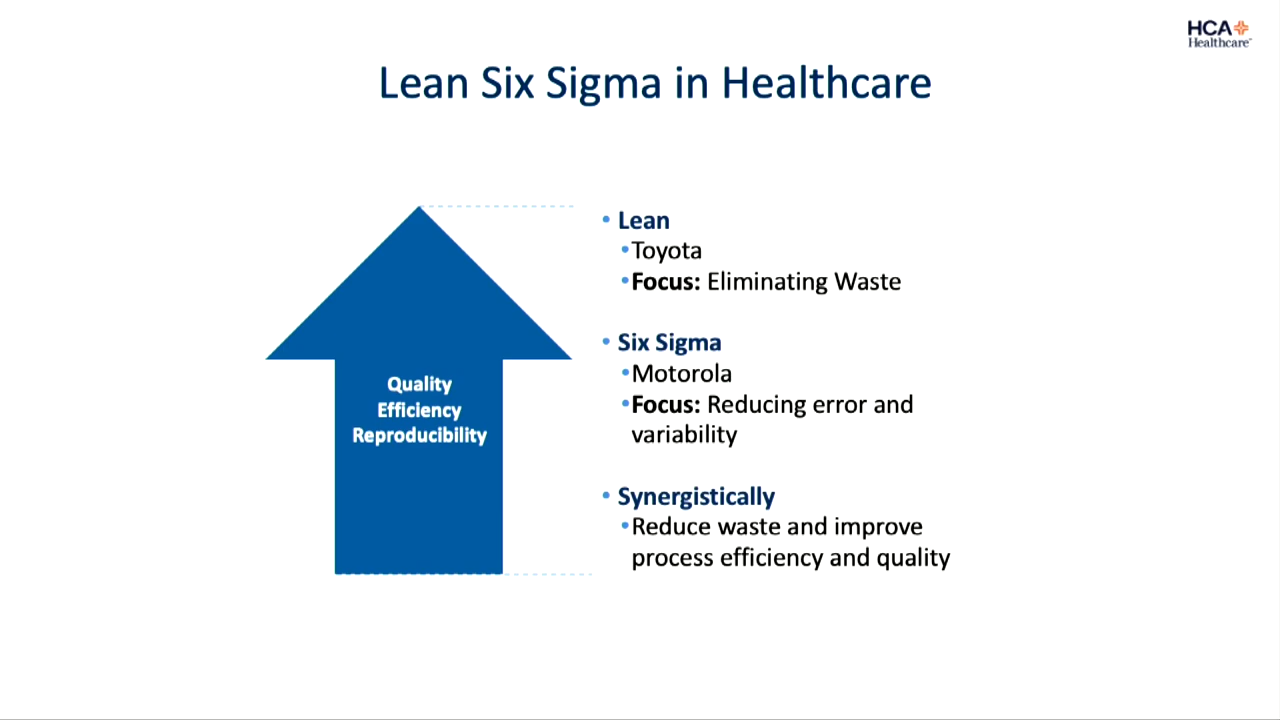 HCA
Healthcare™
Lean Six Sigma in Healthcare
Quality
Efficiency
Reproducibility
• Lean
•Toyota
•Focus: Eliminating Waste
• Six Sigma
•Motorola
•Focus: Reducing error and
variability
• Synergistically
•Reduce waste and improve
process efficiency and quality